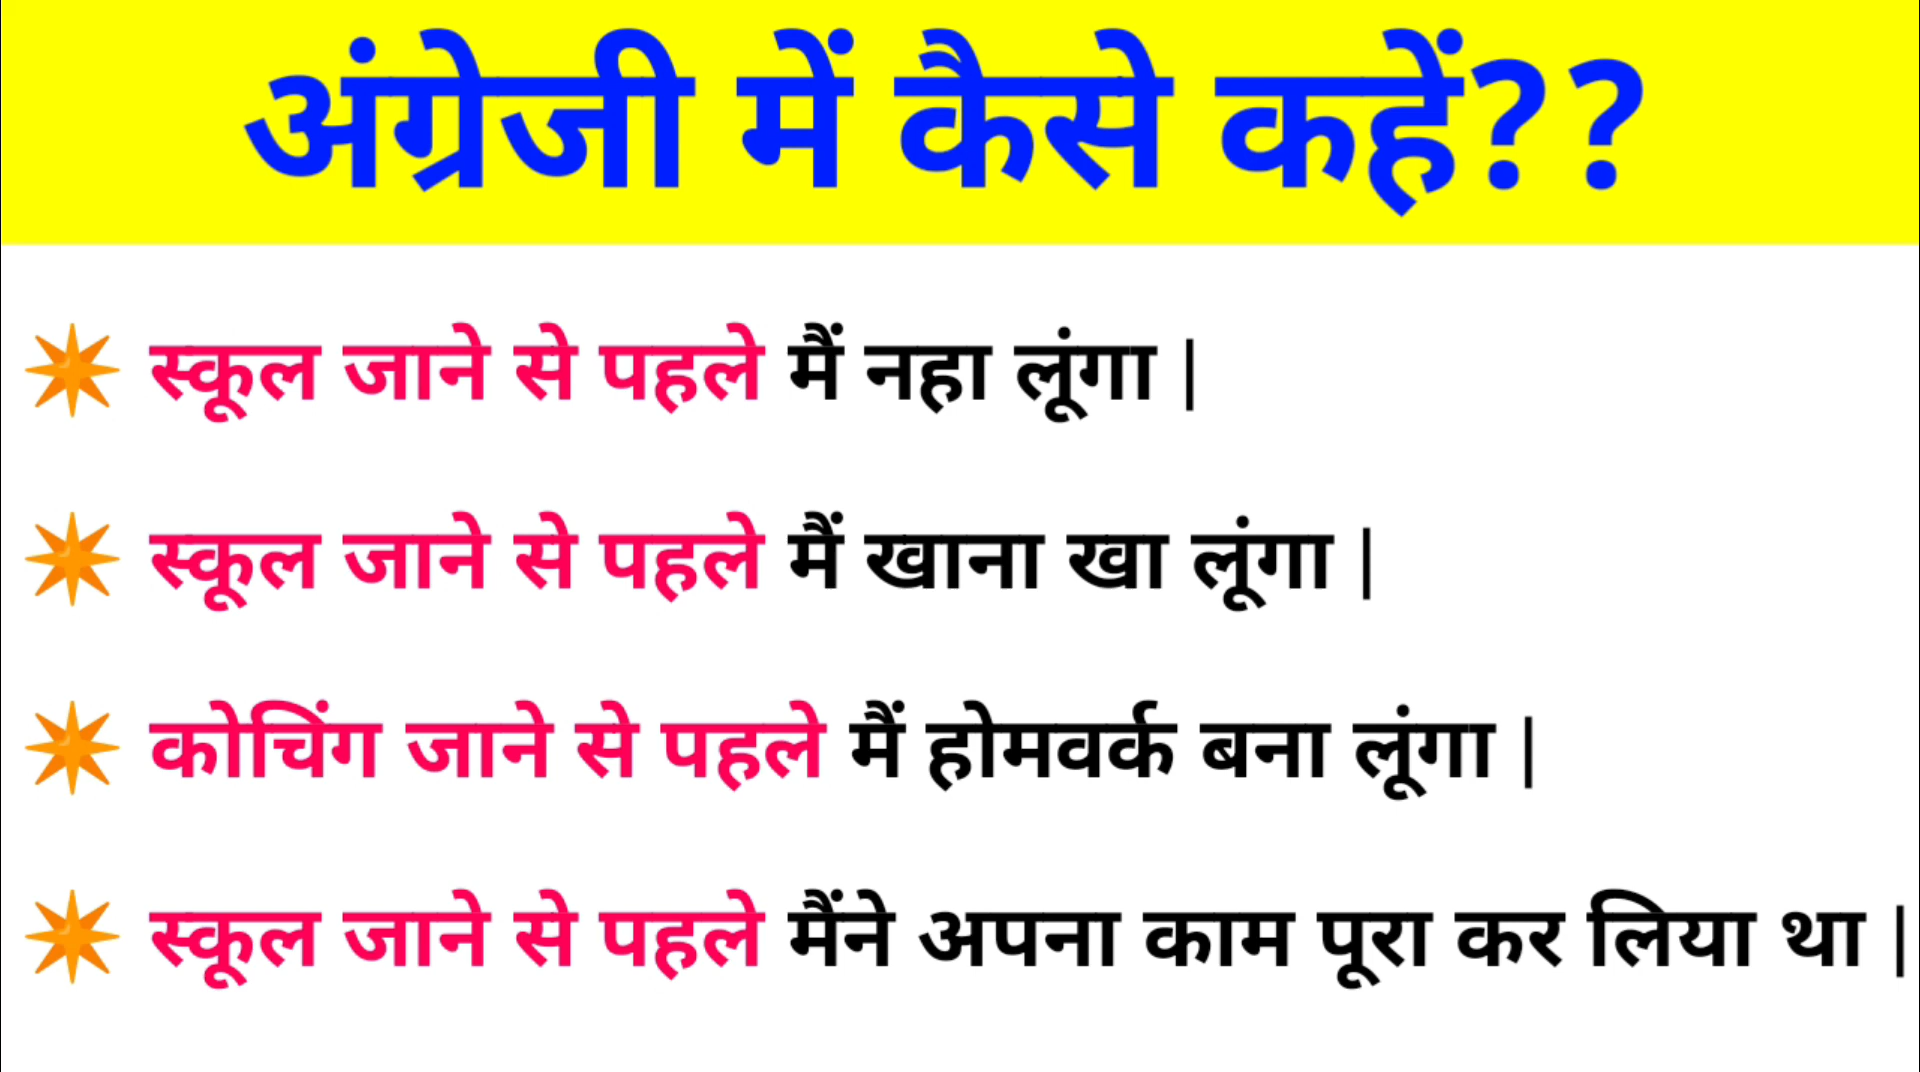 अंग्रेजी में कैसे कहें??
स्कूल जाने से पहले मैं नहा लूंगा |
स्कूल जाने से पहले मैं खाना खा लूंगा |
कोचिंग जाने से पहले मैं होमवर्क बना लूंगा |
स्कूल जाने से पहले मैंने अपना काम पूरा कर लिया था |